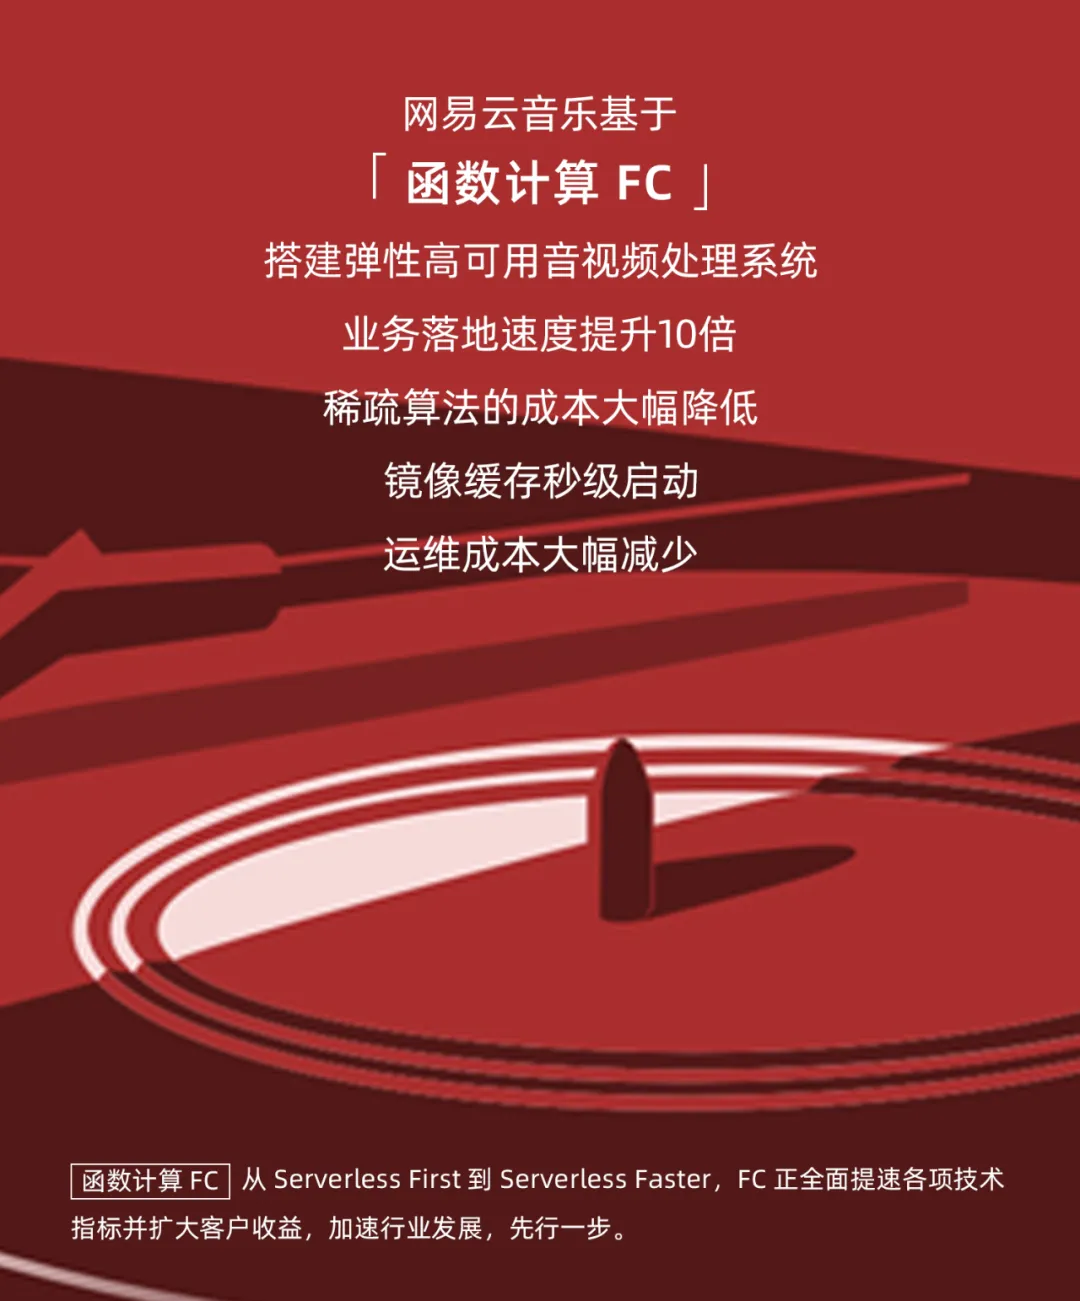 网易云音乐基于
「 函数计算 FC 」
搭建弹性高可用音视频处理系统
业务落地速度提升10倍
稀疏算法的成本大幅降低
镜像缓存秒级启动
运维成本大幅减少
函数计算 FC 从 Serverless First 到 Serverless Faster，FC 正全面提速各项技术
指标并扩大客户收益，加速行业发展，先行一步。